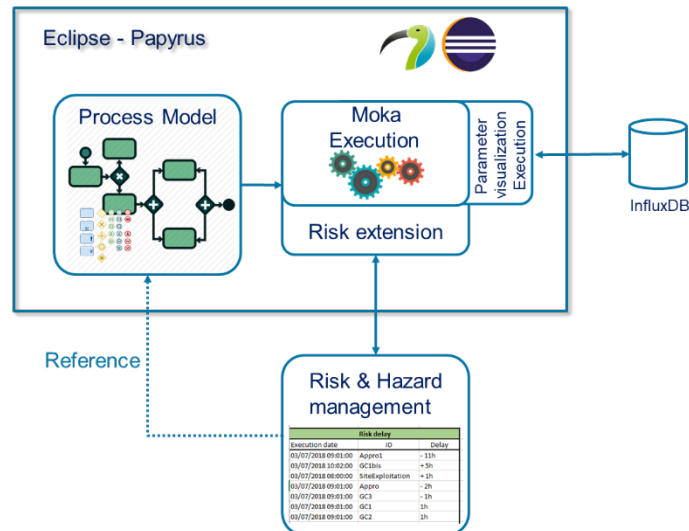 Eclipse - Papyrus
Process Model
Moka
Execution
Parameter
visualization
Execution
Risk extension
InfluxDB
Reference
Risk & Hazard
management
Risk delay
Execution date ID Delay
03/07/2018 09:01:00 Appro1 - 11h
03/07/2018 10:02:00 GC1bis + 5h
03/07/2018 08:00:00 SiteExploitation + 1h
03/07/2018 09:01:00 Appro - 2h
03/07/2018 09:01:00 GC3 - 1h
03/07/2018 09:01:00 GC1 1h
03/07/2018 09:01:00 GC2 1h